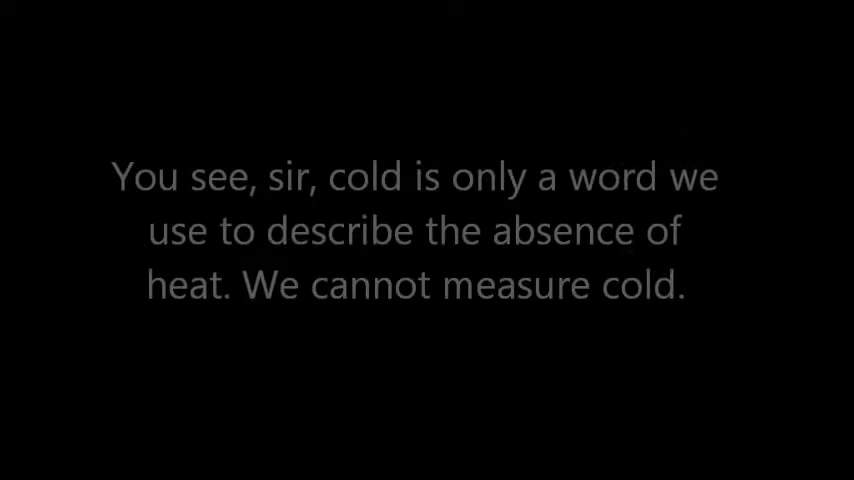 You see, sir, cold is only a word we
use to describe the absence of
heat. We cannot measure cold.